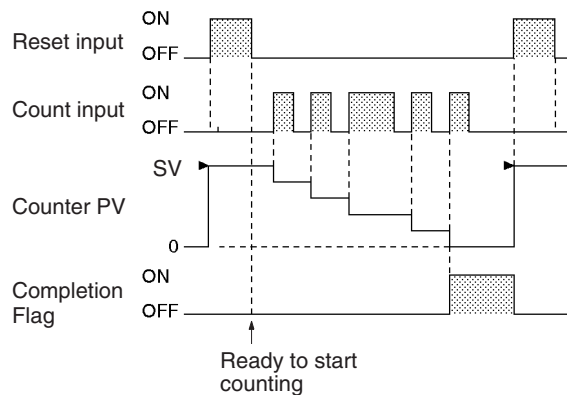 ON
Reset input
OFF
ON
Count input
OFF
SV
Counter PV
0
ON
Completion
Flag
OFF
Ready to start
counting